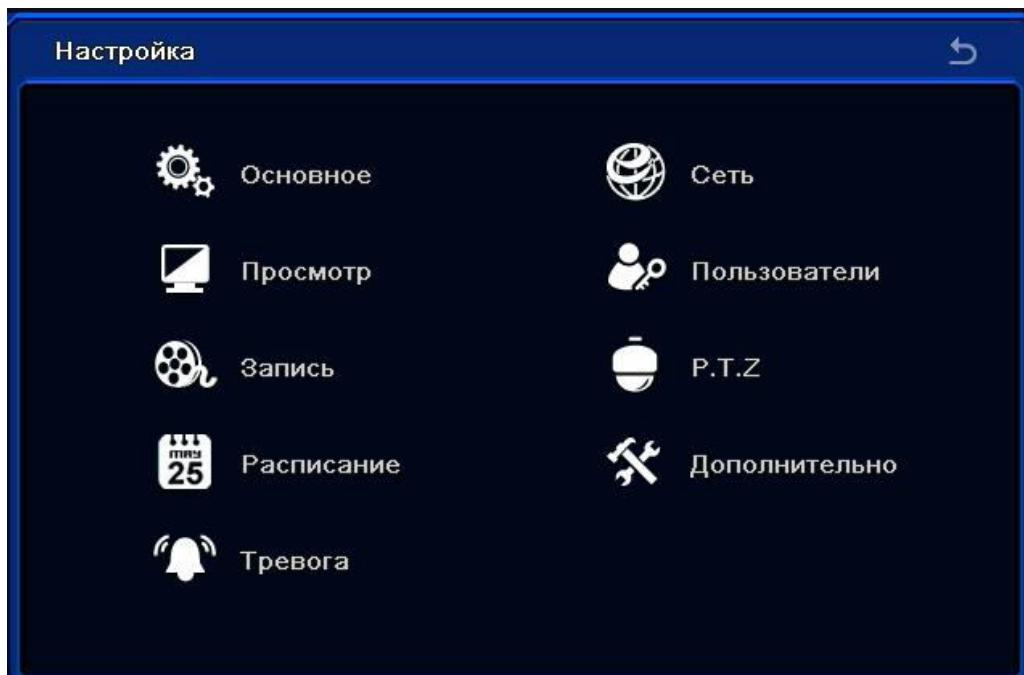 Настройка
Основное
Сеть
Просмотр
Пользователи
Запись
P.T.Z
MAY
25
Расписание
Дополнительно
Тревога